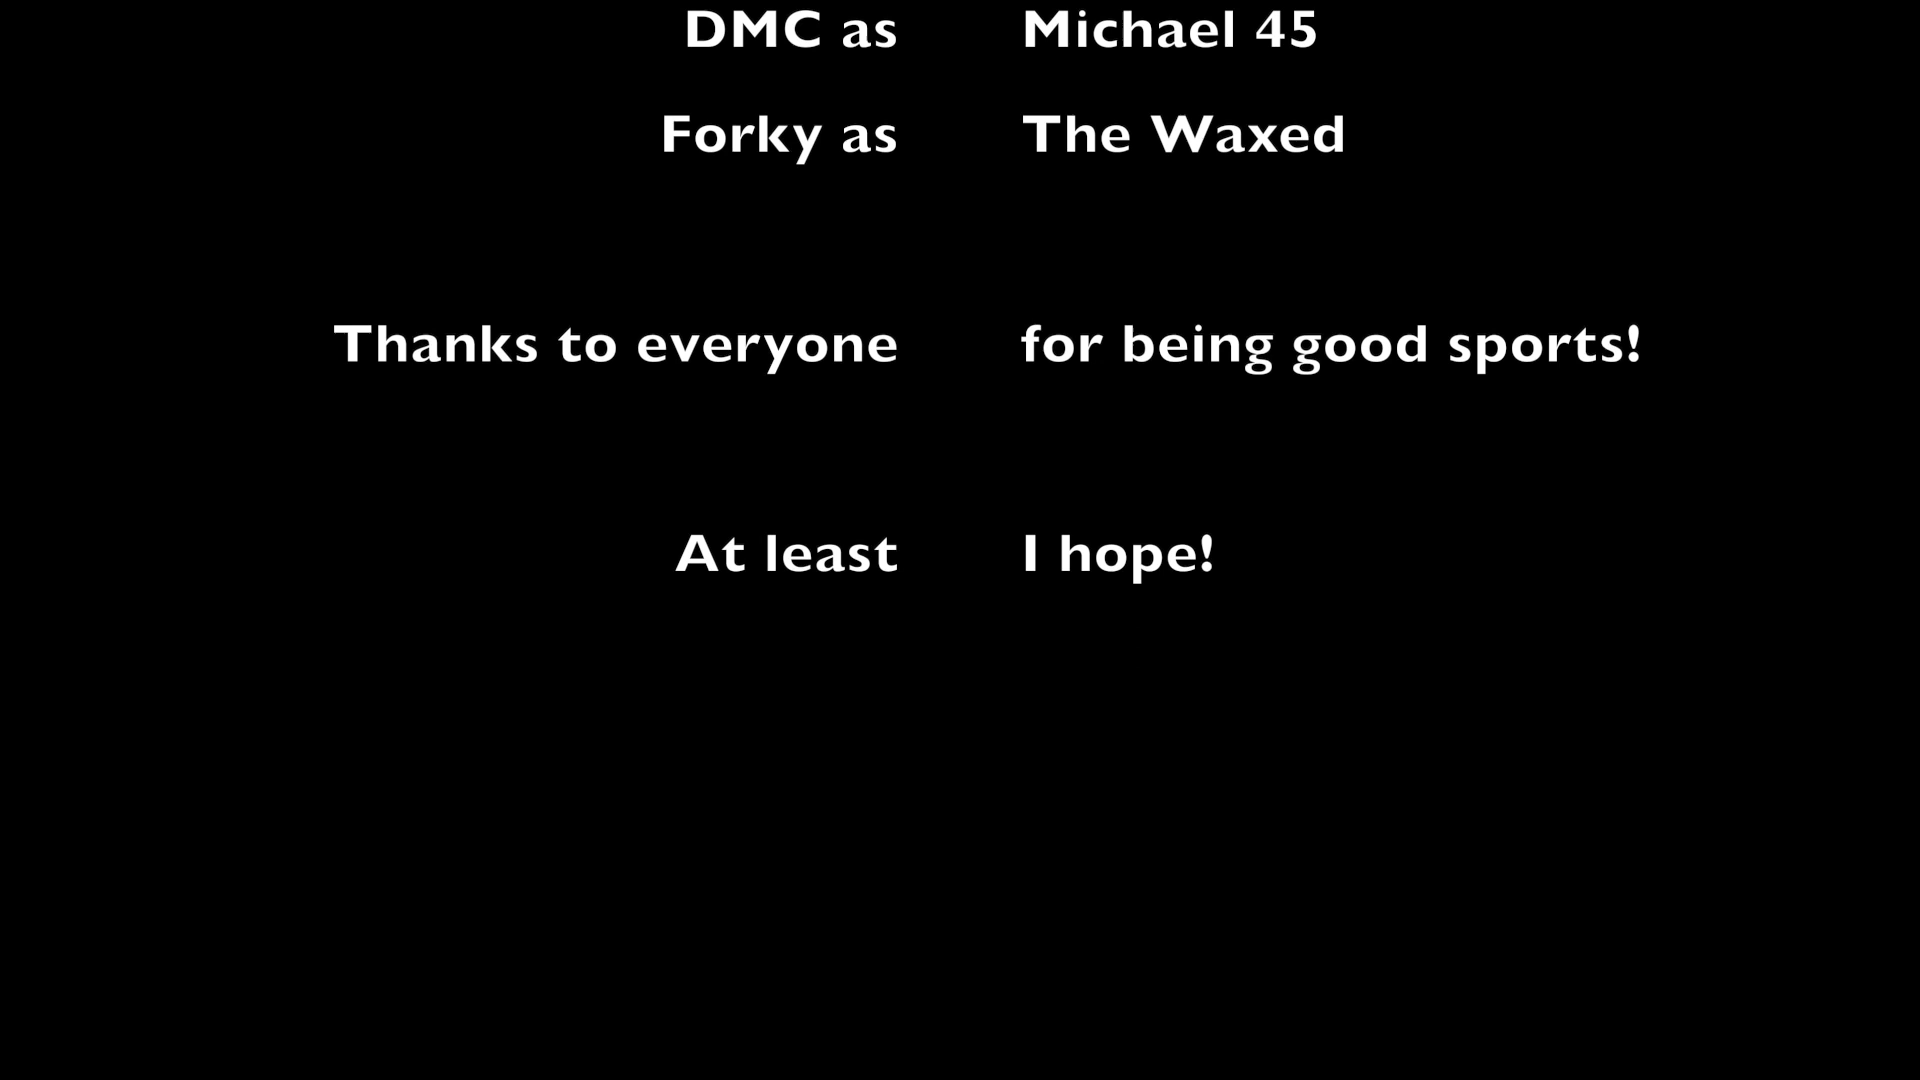 DMC as Michael 45
Forky as The Waxed
Thanks to everyone for being good sports!
At least I hope!